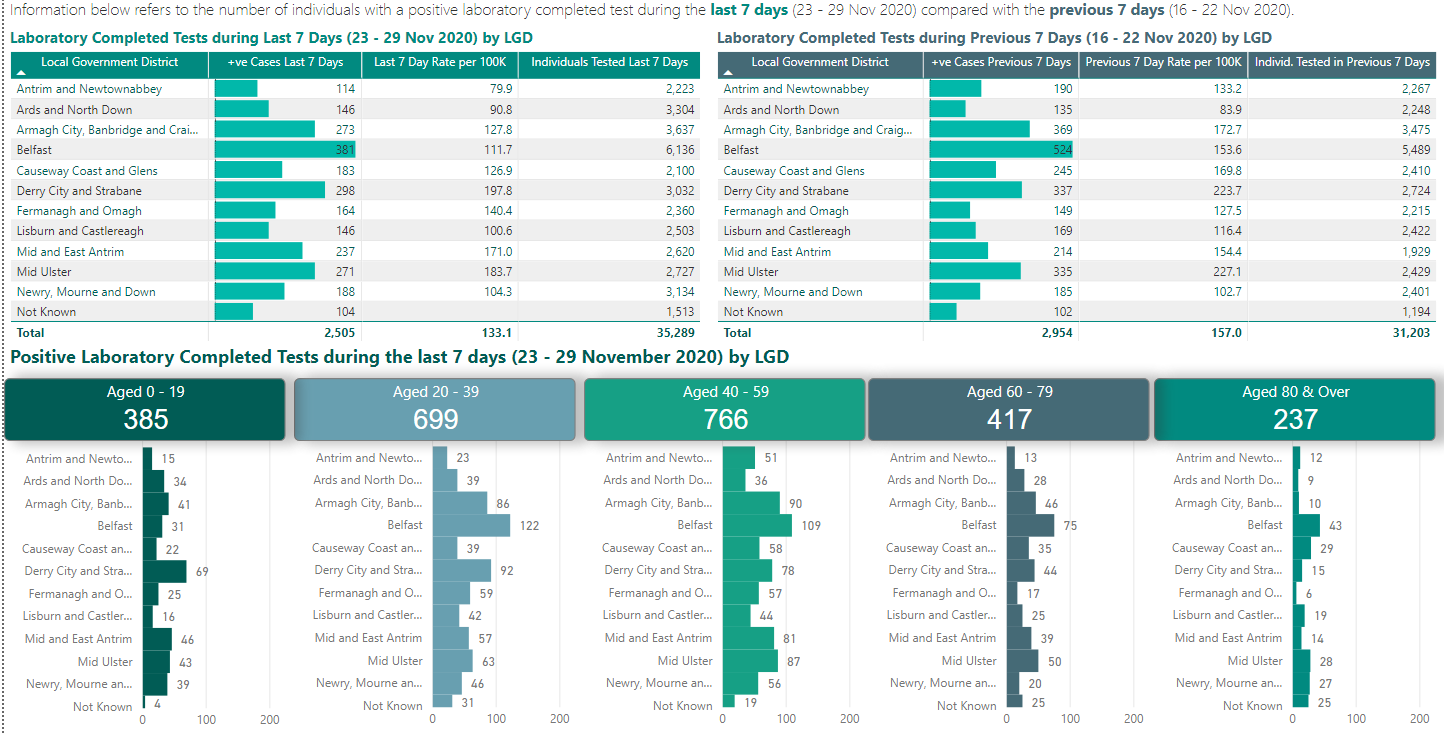 Information below refers to the number of individuals with a positive laboratory completed test during the last 7 days (23 - 29 Nov 2020) compared with the previous 7 days (16 - 22 Nov 2020).
Laboratory Completed Tests during Last 7 Days (23 - 29 Nov 2020) by LGD
Local Government District +ve Cases Last 7 Days Last 7 Day Rate per 100K Individuals Tested Last 7 Days
Antrim and Newtownabbey 114 79.9 2,223
Ards and North Down 146 90.8 3,304
Armagh City, Banbridge and Crai... 273 127.8 3,637
Belfast 381 111.7 6,136
Causeway Coast and Glens 183 126.9 2,100
Derry City and Strabane 298 197.8 3,032
Fermanagh and Omagh 164 140.4 2,360
Lisburn and Castlereagh 146 100.6 2,503
Mid and East Antrim 237 171.0 2,620
Mid Ulster 271 183.7 2,727
Newry, Mourne and Down 188 104.3 3,134
Not Known 104 1,513
Total 2,505 133.1 35,289
Laboratory Completed Tests during Previous 7 Days (16 - 22 Nov 2020) by LGD
Local Government District +ve Cases Previous 7 Days Previous 7 Day Rate per 100K Individ. Tested in Previous 7 Days
Antrim and Newtownabbey 190 133.2 2,267
Ards and North Down 135 83.9 2,248
Armagh City, Banbridge and Craig... 369 172.7 3,475
Belfast 524 153.6 5,489
Causeway Coast and Glens 245 169.8 2,410
Derry City and Strabane 337 223.7 2,724
Fermanagh and Omagh 149 127.5 2,215
Lisburn and Castlereagh 169 116.4 2,422
Mid and East Antrim 214 154.4 1,929
Mid Ulster 335 227.1 2,429
Newry, Mourne and Down 185 102.7 2,401
Not Known 102 1,194
Total 2,954 157.0 31,203
Positive Laboratory Completed Tests during the last 7 days (23 - 29 November 2020) by LGD
Aged 0 - 19
385
Antrim and Newto... 15
Ards and North Do... 34
Armagh City, Banb... 41
Belfast 31
Causeway Coast an... 22
Derry City and Stra... 69
Fermanagh and O... 25
Lisburn and Castler... 16
Mid and East Antrim 46
Mid Ulster 43
Newry, Mourne an... 39
Not Known 4
0 100 200
Aged 20 - 39
699
Antrim and Newto... 23
Ards and North Do... 39
Armagh City, Banb... 86
Belfast 122
Causeway Coast an... 39
Derry City and Stra... 92
Fermanagh and O... 59
Lisburn and Castler... 42
Mid and East Antrim 57
Mid Ulster 63
Newry, Mourne an... 46
Not Known 31
0 100 200
Aged 40 - 59
766
Antrim and Newto... 51
Ards and North Do... 36
Armagh City, Banb... 90
Belfast 109
Causeway Coast an... 58
Derry City and Stra... 78
Fermanagh and O... 57
Lisburn and Castler... 44
Mid and East Antrim 81
Mid Ulster 87
Newry, Mourne an... 56
Not Known 19
0 100 200
Aged 60 - 79
417
Antrim and Newto... 13
Ards and North Do... 28
Armagh City, Banb... 46
Belfast 75
Causeway Coast an... 35
Derry City and Stra... 44
Fermanagh and O... 17
Lisburn and Castler... 25
Mid and East Antrim 39
Mid Ulster 50
Newry, Mourne an... 20
Not Known 25
0 100 200
Aged 80 & Over
237
Antrim and Newto... 12
Ards and North Do... 9
Armagh City, Banb... 10
Belfast 43
Causeway Coast an... 29
Derry City and Stra... 15
Fermanagh and O... 6
Lisburn and Castler... 19
Mid and East Antrim 14
Mid Ulster 28
Newry, Mourne an... 27
Not Known 25
0 100 200